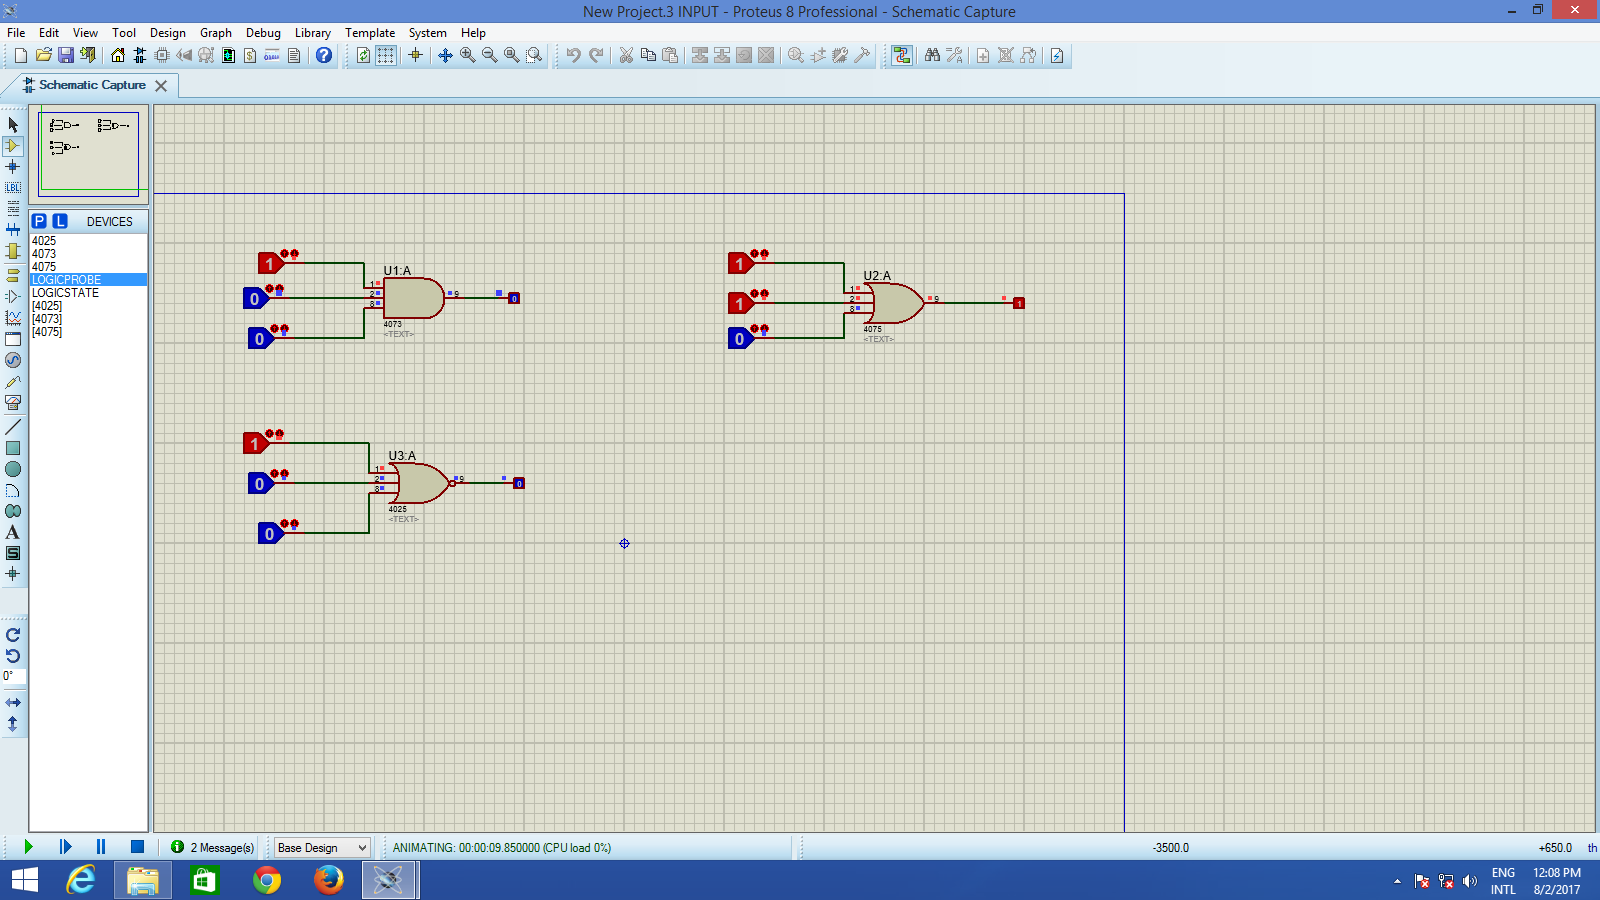 New Project.3 INPUT - Proteus 8 Professional - Schematic Capture
File Edit View Tool Design Graph Debug Library Template System Help
Schematic Capture
P L DEVICES
4025
4073
4075
LOGICPROBE
LOGICSTATE
[4025]
[4073]
[4075]
LBL
A
S
0°
1
0
0
U1:A
1
2
8
9
4073
<TEXT>
0
1
1
0
U2:A
1
2
8
9
4075
<TEXT>
1
1
0
0
U3:A
1
2
8
9
4025
<TEXT>
0
2 Message(s) Base Design ANIMATING: 00:00:09.850000 (CPU load 0%) -3500.0 +650.0 th
ENG 12:08 PM
INTL 8/2/2017